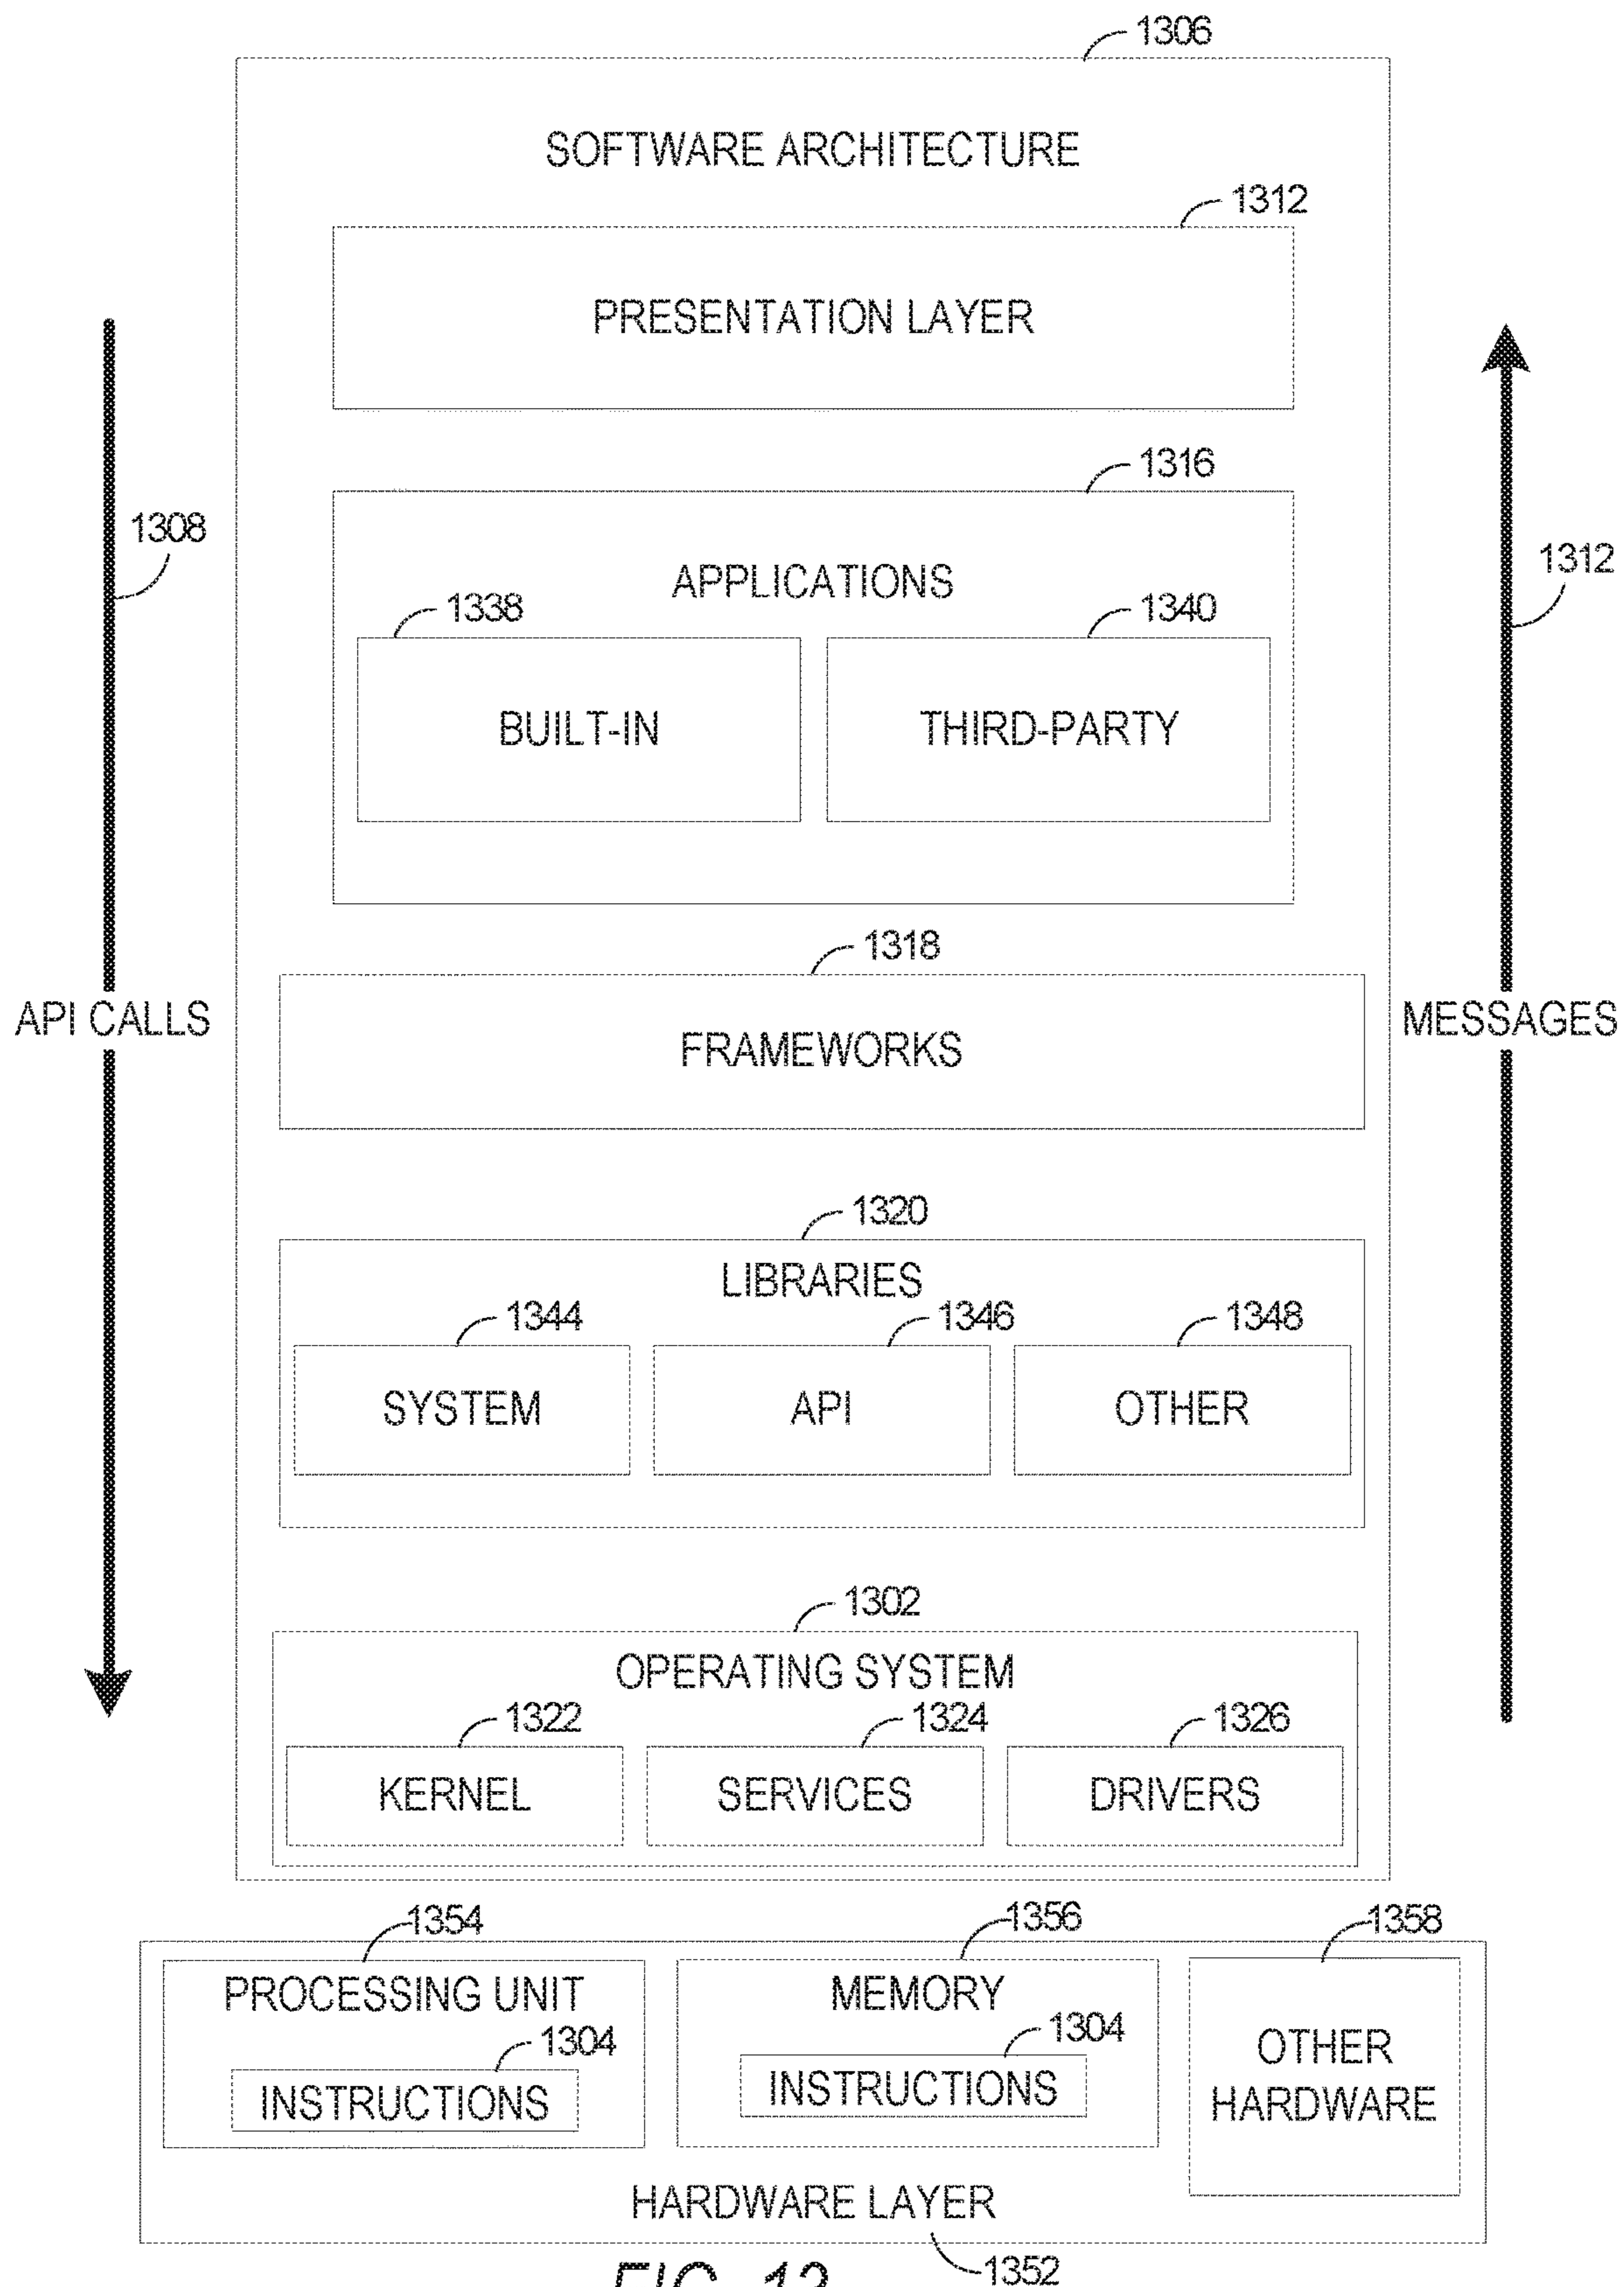 1306
SOFTWARE ARCHITECTURE
1312
PRESENTATION LAYER
1316
1308
1312
APPLICATIONS
1338
1340
BUILT-IN
THIRD-PARTY
1318
API CALLS
FRAMEWORKS
MESSAGES
1320
LIBRARIES
1344
1346
1348
SYSTEM
API
OTHER
1302
OPERATING SYSTEM
1322
1324
1326
KERNEL
SERVICES
DRIVERS
1354
1356
1358
PROCESSING UNIT
MEMORY
1304
1304
OTHER
HARDWARE
INSTRUCTIONS
INSTRUCTIONS
HARDWARE LAYER
1352
FIG. 13